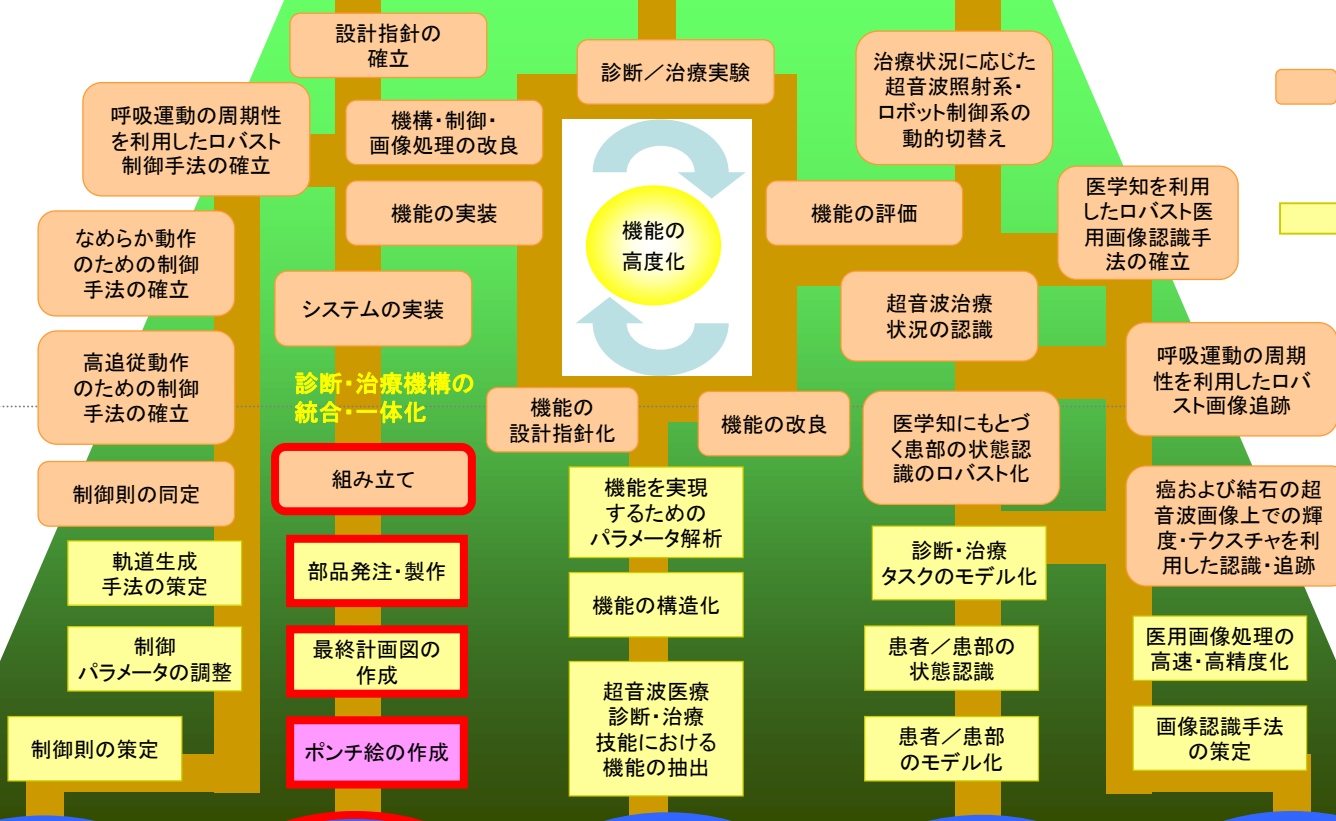 設計指針の
確立
診断／治療実験
治療状況に応じた
超音波照射系・
ロボット制御系の
動的切替え
呼吸運動の周期性
を利用したロバスト
制御手法の確立
機構・制御・
画像処理の改良
機能の実装
機能の
高度化
機能の評価
医学知を利用
したロバスト医
用画像認識手
法の確立
なめらか動作
のための制御
手法の確立
システムの実装
超音波治療
状況の認識
高追従動作
のための制御
手法の確立
診断・治療機構の
統合・一体化
機能の
設計指針化
機能の改良
医学知にもとづ
く患部の状態認
識のロバスト化
呼吸運動の周期
性を利用したロバ
スト画像追跡
制御則の同定
組み立て
機能を実現
するための
パラメータ解析
癌および結石の超
音波画像上での輝
度・テクスチャを利
用した認識・追跡
軌道生成
手法の策定
部品発注・製作
機能の構造化
診断・治療
タスクのモデル化
制御
パラメータの調整
最終計画図の
作成
患者／患部の
状態認識
医用画像処理の
高速・高精度化
制御則の策定
ポンチ絵の作成
超音波医療
診断・治療
技能における
機能の抽出
患者／患部
のモデル化
画像認識手法
の策定